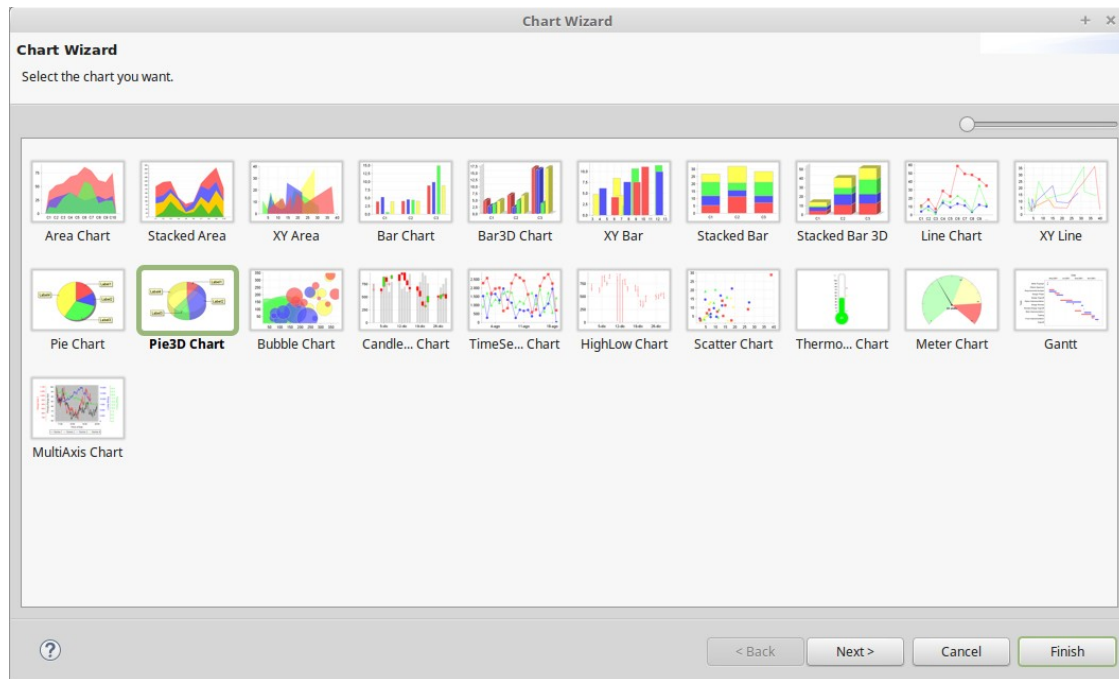 Chart Wizard
Chart Wizard
Select the chart you want.
Area Chart Stacked Area XY Area Bar Chart Bar3D Chart XY Bar Stacked Bar Stacked Bar 3D Line Chart XY Line
Pie Chart Pie3D Chart Bubble Chart Candle... Chart TimeSe... Chart HighLow Chart Scatter Chart Thermo... Chart Meter Chart Gantt
MultiAxis Chart
? < Back Next > Cancel Finish